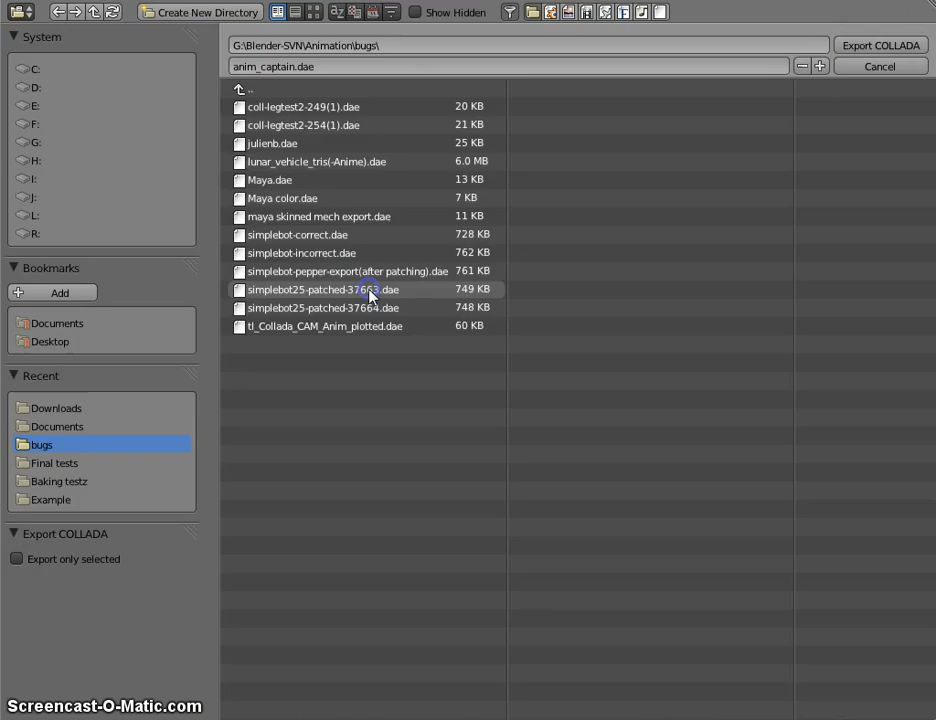 Create New Directory
Show Hidden
System
C:
D:
E:
F:
G:
H:
I:
J:
L:
R:
Bookmarks
Add
Documents
Desktop
Recent
Downloads
Documents
bugs
Final tests
Baking testz
Example
Export COLLADA
Export only selected
G:\Blender-SVN\Animation\bugs\
Export COLLADA
anim_captain.dae
Cancel
..
coll-legtest2-249(1).dae 20 KB
coll-legtest2-254(1).dae 21 KB
julienb.dae 25 KB
lunar_vehicle_tris(-Anime).dae 6.0 MB
Maya.dae 13 KB
Maya color.dae 7 KB
maya skinned mech export.dae 11 KB
simplebot-correct.dae 728 KB
simplebot-incorrect.dae 762 KB
simplebot-pepper-export(after patching).dae 761 KB
simplebot25-patched-37663.dae 749 KB
simplebot25-patched-37664.dae 748 KB
tl_Collada_CAM_Anim_plotted.dae 60 KB
Screencast-O-Matic.com